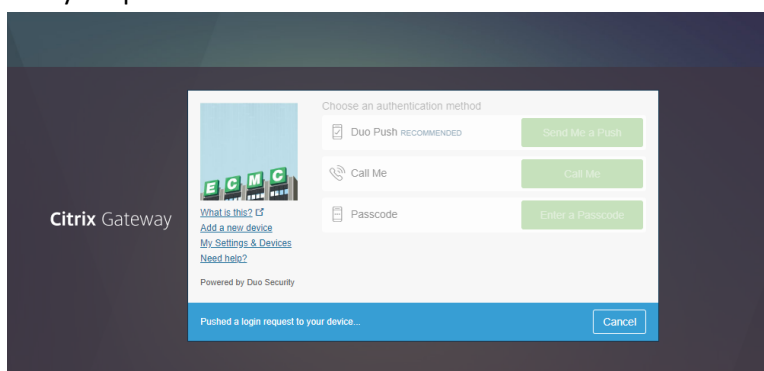 Citrix Gateway
E C M C
What is this?
Add a new device
My Settings & Devices
Need help?
Powered by Duo Security
Choose an authentication method
Duo Push RECOMMENDED
Send Me a Push
Call Me
Call Me
Passcode
Enter a Passcode
Pushed a login request to your device...
Cancel